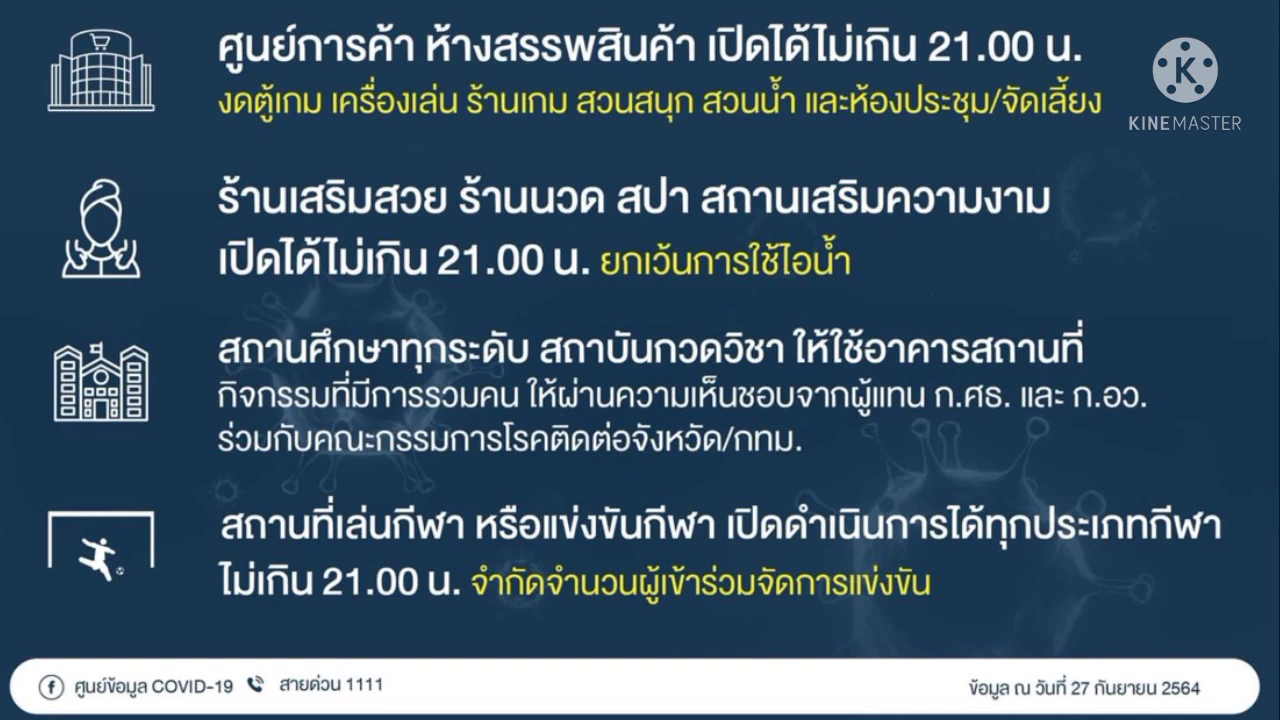 ศูนย์การค้า ห้างสรรพสินค้า เปิดได้ไม่เกิน 21.00 น.
งดตู้เกม เครื่องเล่น ร้านเกม สวนสนุก สวนน้ำ และห้องประชุม/จัดเลี้ยง
K
KINEMASTER
ร้านเสริมสวย ร้านนวด สปา สถานเสริมความงาม
เปิดได้ไม่เกิน 21.00 น. ยกเว้นการใช้ไอน้ำ
สถานศึกษาทุกระดับ สถาบันกวดวิชา ให้ใช้อาคารสถานที่
กิจกรรมที่มีการรวมคน ให้ผ่านความเห็นชอบจากผู้แทน ก.ศธ. และ ก.อว.
ร่วมกับคณะกรรมการโรคติดต่อจังหวัด/กทม.
สถานที่เล่นกีฬา หรือแข่งขันกีฬา เปิดดำเนินการได้ทุกประเภทกีฬา
ไม่เกิน 21.00 น. จำกัดจำนวนผู้เข้าร่วมจัดการแข่งขัน
ศูนย์ข้อมูล COVID-19 สายด่วน 1111
ข้อมูล ณ วันที่ 27 กันยายน 2564